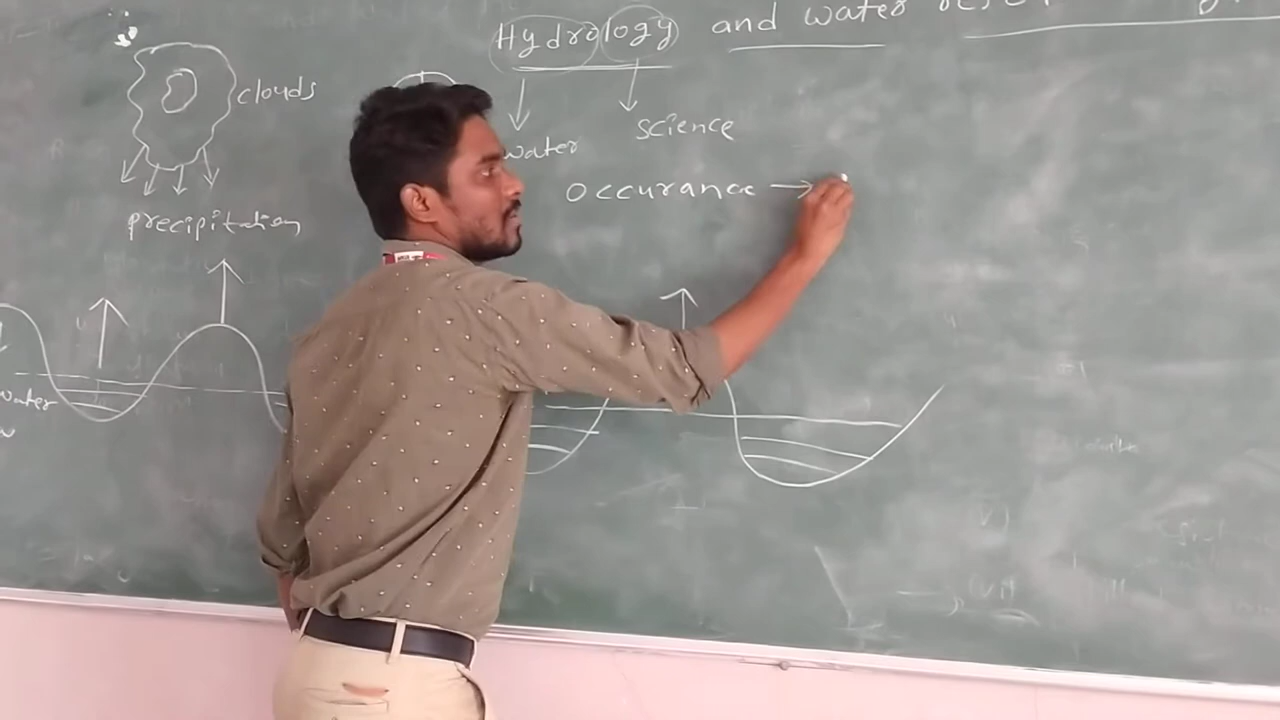 Hydrology and water
clouds
water science
occurance →
precipitation
water